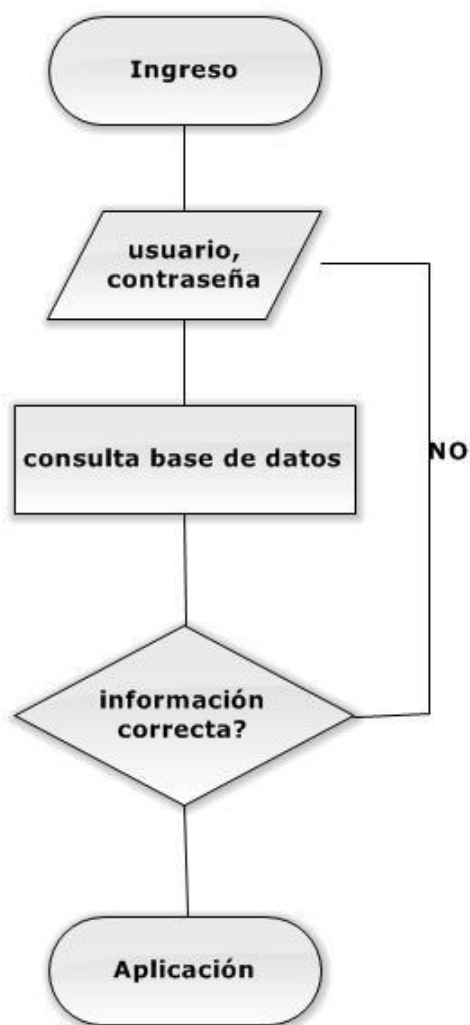 Ingreso
usuario,
contraseña
consulta base de datos
NO
información
correcta?
Aplicación